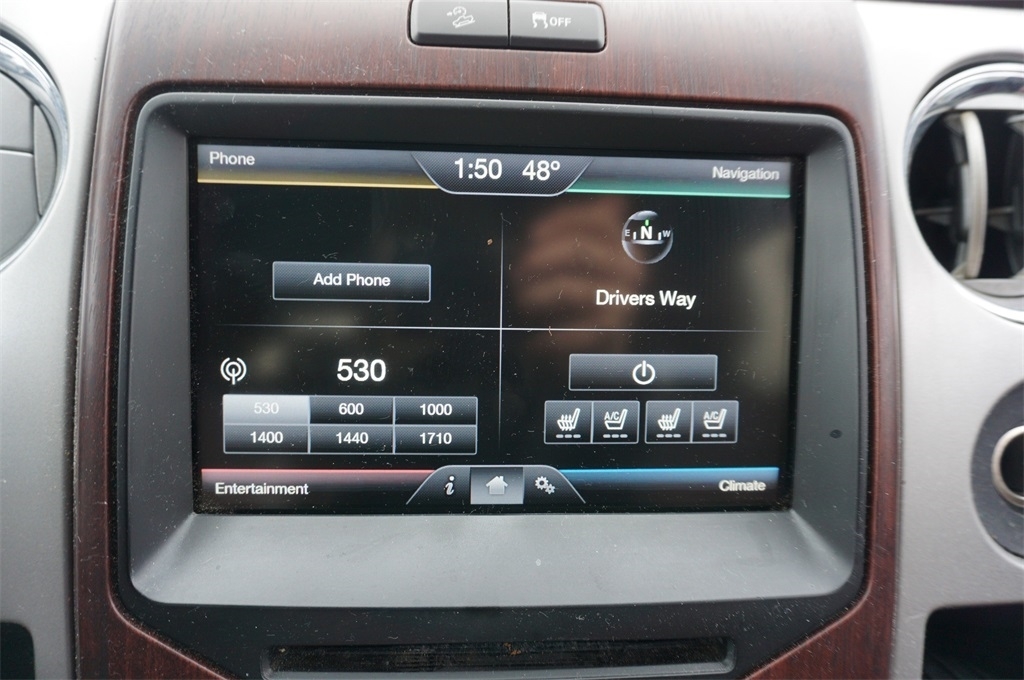 OFF
Phone 1:50 48° Navigation
E N W
Add Phone
Drivers Way
530
530 600 1000
A/C A/C
1400 1440 1710
Entertainment i Climate